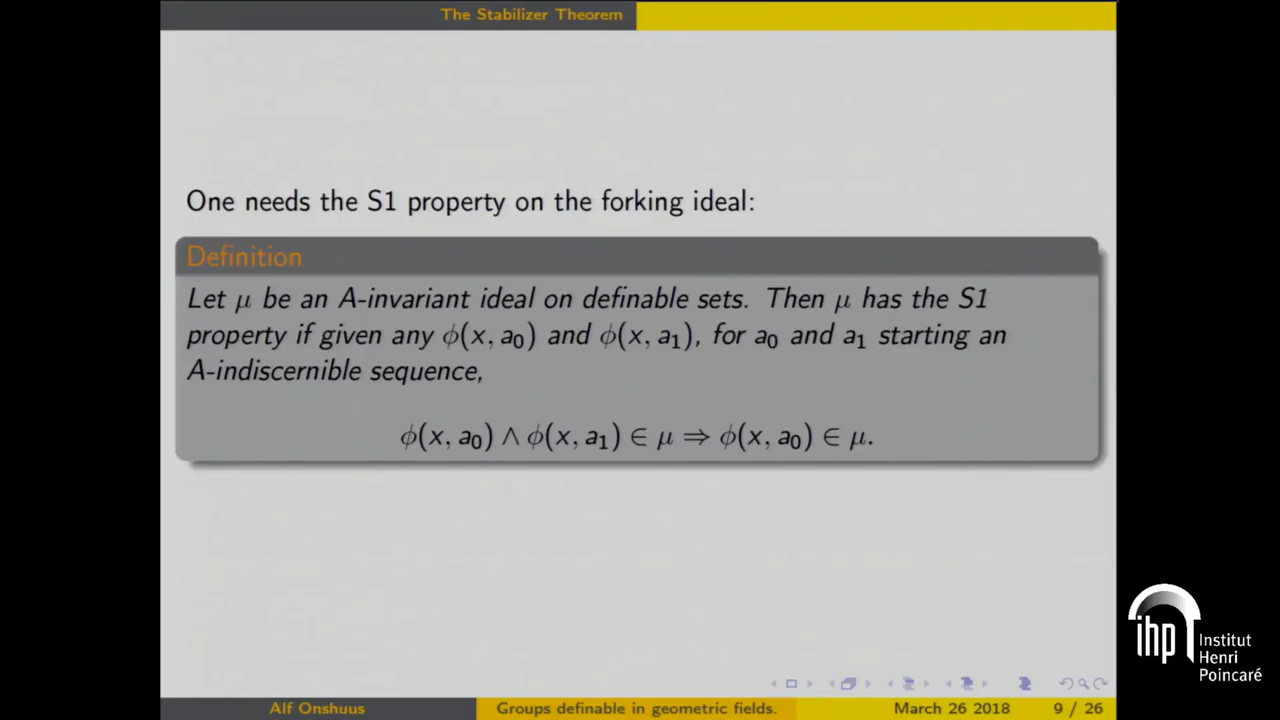 The Stabilizer Theorem
One needs the S1 property on the forking ideal:
Definition
Let μ be an A-invariant ideal on definable sets. Then μ has the S1
property if given any ϕ(x, a₀) and ϕ(x, a₁), for a₀ and a₁ starting an
A-indiscernible sequence,
ϕ(x, a₀) ∧ ϕ(x, a₁) ∈ μ ⇒ ϕ(x, a₀) ∈ μ.
ihp Institut
Henri
Poincaré
Alf Onshuus Groups definable in geometric fields. March 26 2018 9 / 26